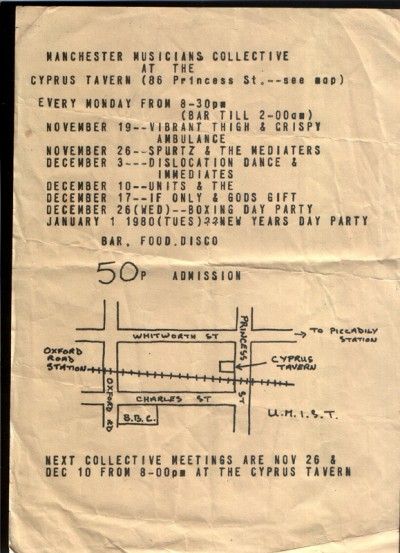 MANCHESTER MUSICIANS COLLECTIVE
AT THE
CYPRUS TAVERN (86 Princess St.--see map)
EVERY MONDAY FROM 8-30pm
(BAR TILL 2-00am)
NOVEMBER 19--VIBRANT THIGH & CRISPY
AMBULANCE
NOVEMBER 26--SPURTZ & THE MEDIATERS
DECEMBER 3---DISLOCATION DANCE &
IMMEDIATES
DECEMBER 10--UNITS & THE
DECEMBER 17--IF ONLY & GODS GIFT
DECEMBER 26(WED)--BOXING DAY PARTY
JANUARY 1 1980(TUES)??NEW YEARS DAY PARTY
BAR, FOOD.DISCO
50p ADMISSION
WHITWORTH ST
PRINCESS ST
TO PICCADILY STATION
OXFORD ROAD STATION
CYPRUS TAVERN
OXFORD RD
CHARLES ST
B.B.C.
U.M.I.S.T.
NEXT COLLECTIVE MEETINGS ARE NOV 26 &
DEC 10 FROM 8-00pm AT THE CYPRUS TAVERN